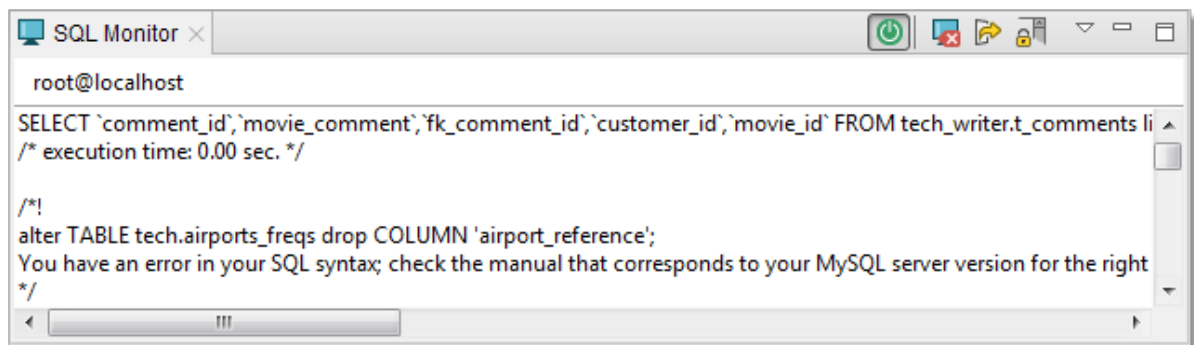 SQL Monitor
root@localhost
SELECT `comment_id`,`movie_comment`,`fk_comment_id`,`customer_id`,`movie_id` FROM tech_writer.t_comments li
/* execution time: 0.00 sec. */
/*!
alter TABLE tech.airports_freqs drop COLUMN 'airport_reference';
You have an error in your SQL syntax; check the manual that corresponds to your MySQL server version for the right
*/